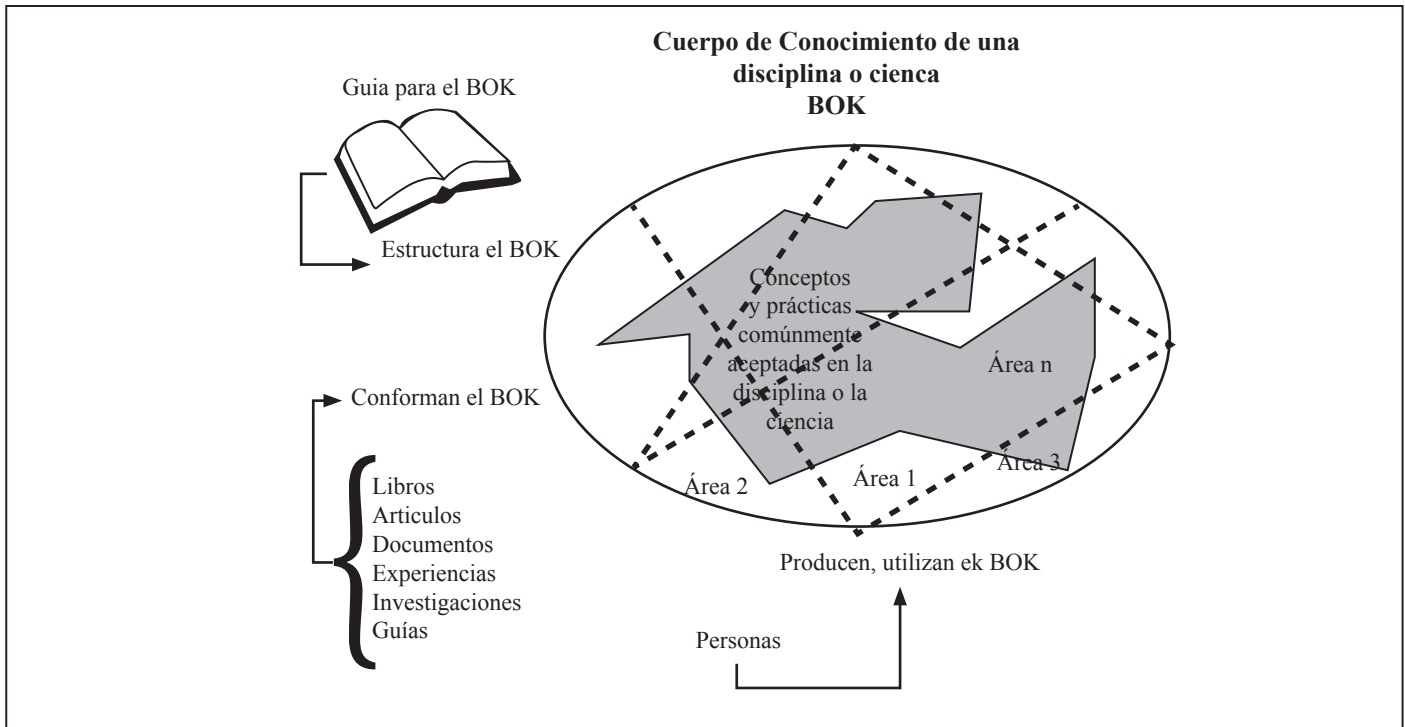 Cuerpo de Conocimiento de una
disciplina o cienca
BOK
Guia para el BOK
Estructura el BOK
Conceptos
y prácticas
comúnmente
aceptadas en la
disciplina o la
ciencia
Área n
Conforman el BOK
Área 3
Área 2
Área 1
Libros
Articulos
Documentos
Experiencias
Investigaciones
Guías
Producen, utilizan ek BOK
Personas